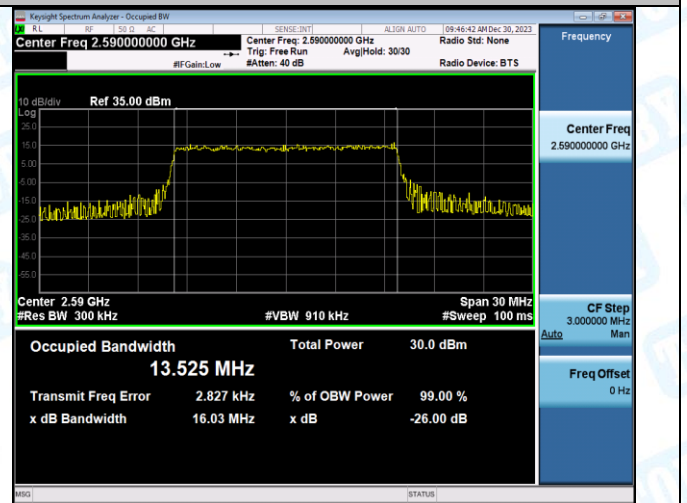 Keysight Spectrum Analyzer - Occupied BW
RL RF 50 Ω AC SENSE:INT ALIGN AUTO 09:46:42 AM Dec 30, 2023
Center Freq 2.590000000 GHz
Center Freq: 2.590000000 GHz Radio Std: None
Trig: Free Run Avg|Hold: 30/30
#IFGain:Low #Atten: 40 dB Radio Device: BTS
Frequency
10 dB/div Ref 35.00 dBm
Log
25.0
15.0
5.00
-5.00
-15.0
-25.0
-35.0
-45.0
-55.0
Center 2.59 GHz Span 30 MHz
#Res BW 300 kHz #VBW 910 kHz #Sweep 100 ms
Occupied Bandwidth Total Power 30.0 dBm
13.525 MHz
Transmit Freq Error 2.827 kHz % of OBW Power 99.00 %
x dB Bandwidth 16.03 MHz x dB -26.00 dB
Center Freq
2.590000000 GHz
CF Step
3.000000 MHz
Auto Man
Freq Offset
0 Hz
MSG STATUS